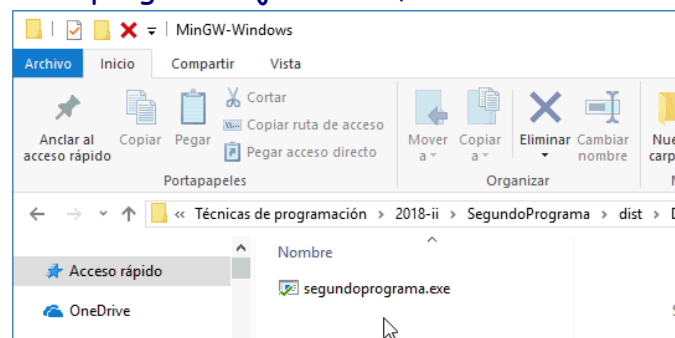 MinGW-Windows
Archivo Inicio Compartir Vista
Cortar
Copiar ruta de acceso
Pegar acceso directo
Anclar al acceso rápido
Copiar
Pegar
Mover a
Copiar a
Eliminar
Cambiar nombre
Portapapeles
Organizar
« Técnicas de programación › 2018-ii › SegundoPrograma › dist ›
Nombre
Acceso rápido
segundoprograma.exe
OneDrive